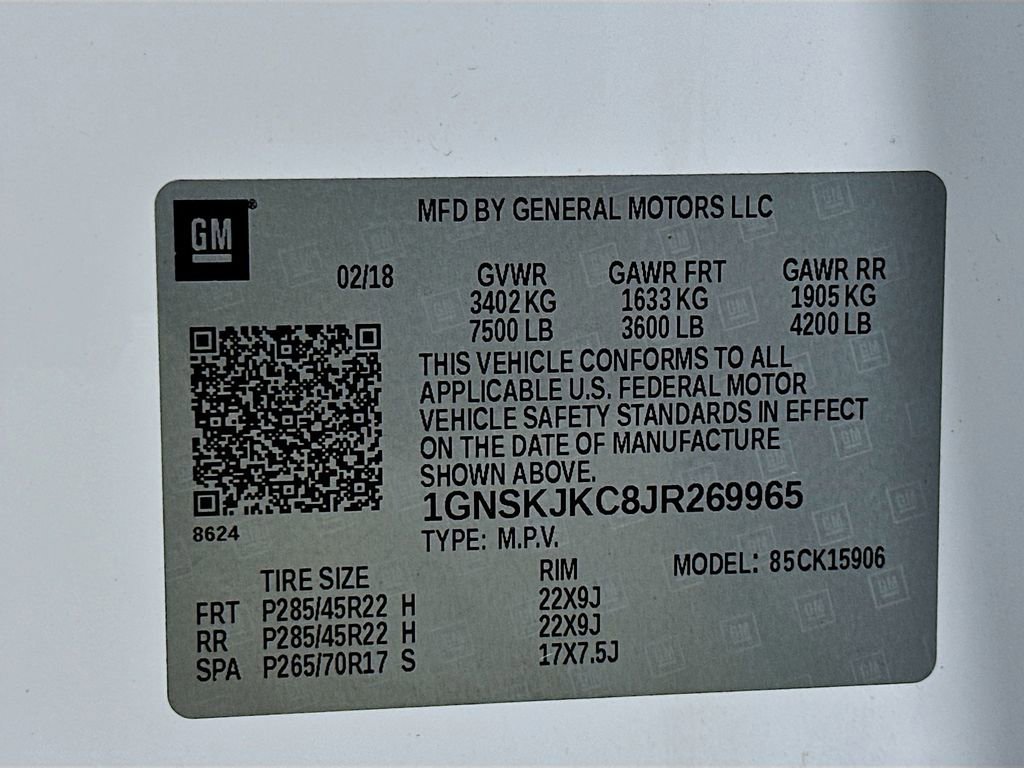 GM®
MFD BY GENERAL MOTORS LLC
02/18 GVWR GAWR FRT GAWR RR
3402 KG 1633 KG 1905 KG
7500 LB 3600 LB 4200 LB
THIS VEHICLE CONFORMS TO ALL
APPLICABLE U.S. FEDERAL MOTOR
VEHICLE SAFETY STANDARDS IN EFFECT
ON THE DATE OF MANUFACTURE
SHOWN ABOVE.
1GNSKJKC8JR269965
8624
TYPE: M.P.V.
MODEL: 85CK15906
TIRE SIZE RIM
FRT P285/45R22 H 22X9J
RR P285/45R22 H 22X9J
SPA P265/70R17 S 17X7.5J